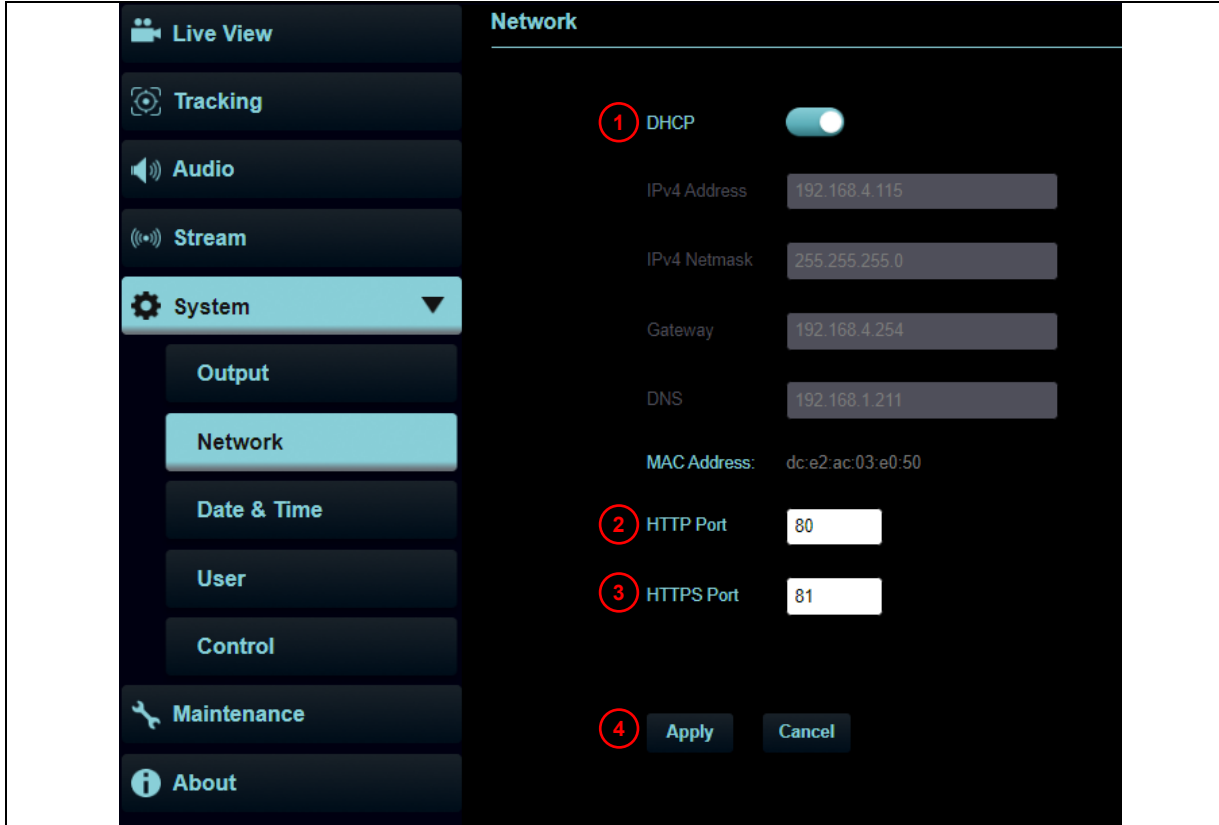 Live View
Tracking
Audio
Stream
System
Output
Network
Date & Time
User
Control
Maintenance
About
Network
1 DHCP
IPv4 Address 192.168.4.115
IPv4 Netmask 255.255.255.0
Gateway 192.168.4.254
DNS 192.168.1.211
MAC Address: dc:e2:ac:03:e0:50
2 HTTP Port 80
3 HTTPS Port 81
4 Apply Cancel